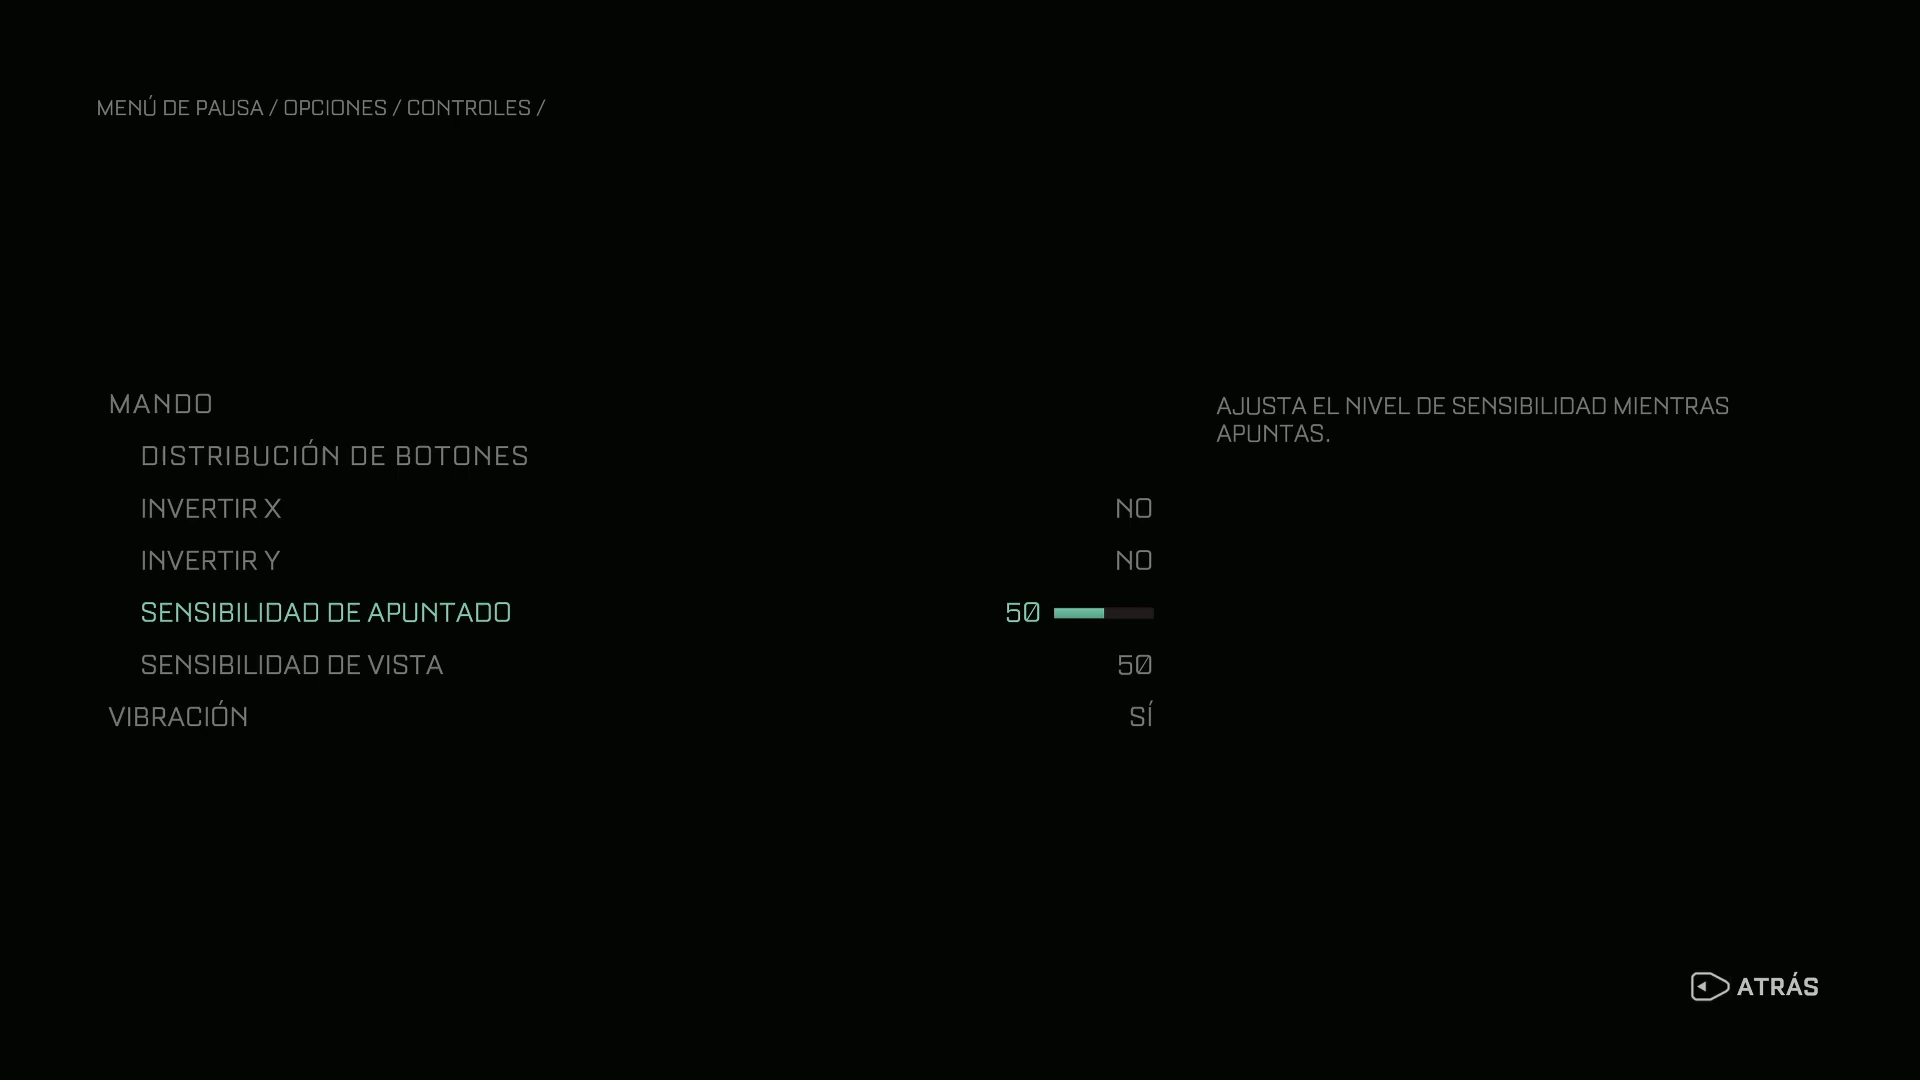 MENÚ DE PAUSA / OPCIONES / CONTROLES /
MANDO
DISTRIBUCIÓN DE BOTONES
INVERTIR X NO
INVERTIR Y NO
SENSIBILIDAD DE APUNTADO 50
SENSIBILIDAD DE VISTA 50
VIBRACIÓN SÍ
AJUSTA EL NIVEL DE SENSIBILIDAD MIENTRAS
APUNTAS.
ATRÁS